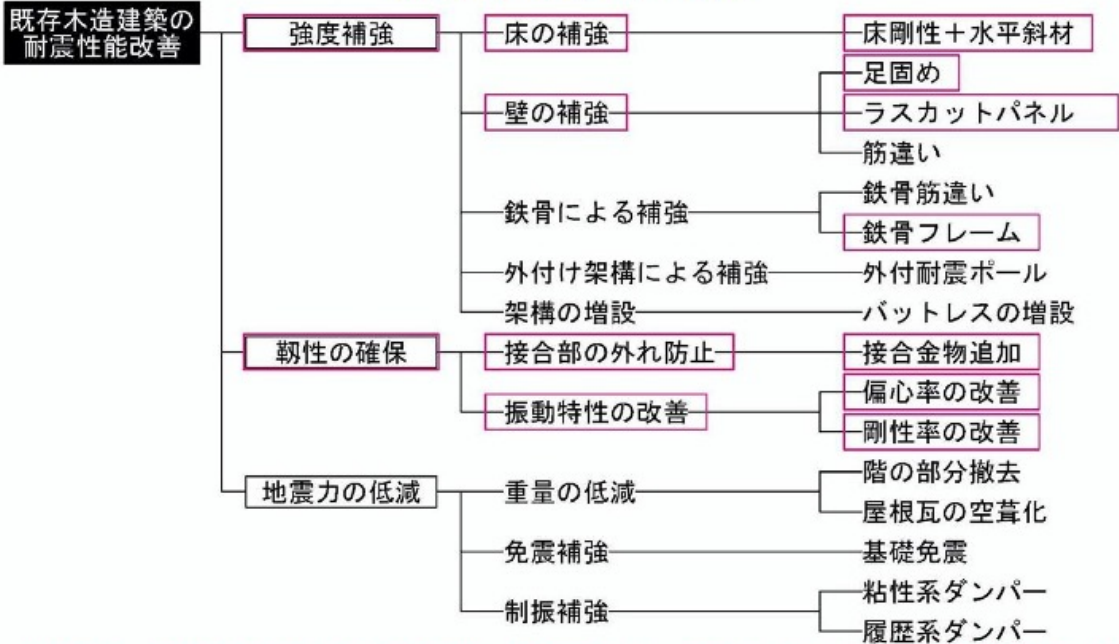 既存木造建築の
耐震性能改善
強度補強
床の補強
床剛性＋水平斜材
壁の補強
足固め
ラスカットパネル
筋違い
鉄骨による補強
鉄骨筋違い
鉄骨フレーム
外付け架構による補強
外付耐震ポール
架構の増設
バットレスの増設
靱性の確保
接合部の外れ防止
接合金物追加
振動特性の改善
偏心率の改善
剛性率の改善
地震力の低減
重量の低減
階の部分撤去
屋根瓦の空葺化
免震補強
基礎免震
制振補強
粘性系ダンパー
履歴系ダンパー